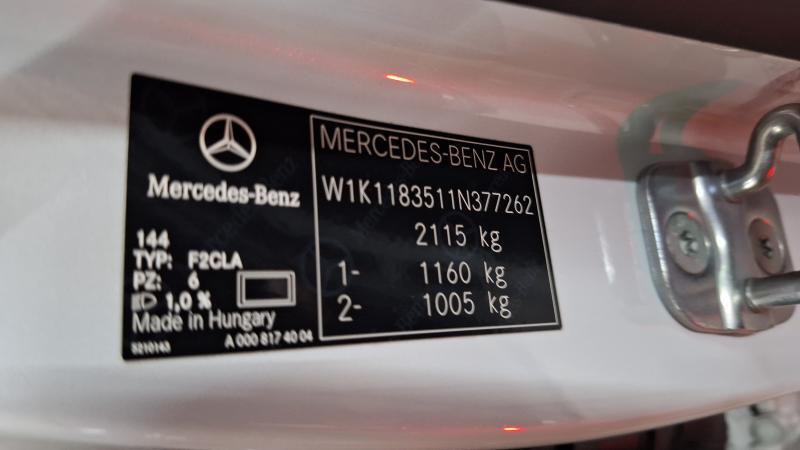 Mercedes-Benz
144
TYP: F2CLA
PZ: 6
1,0 %
Made in Hungary
5210143
A 000 817 40 04
MERCEDES-BENZ AG
W1K1183511N377262
2115 kg
1- 1160 kg
2- 1005 kg